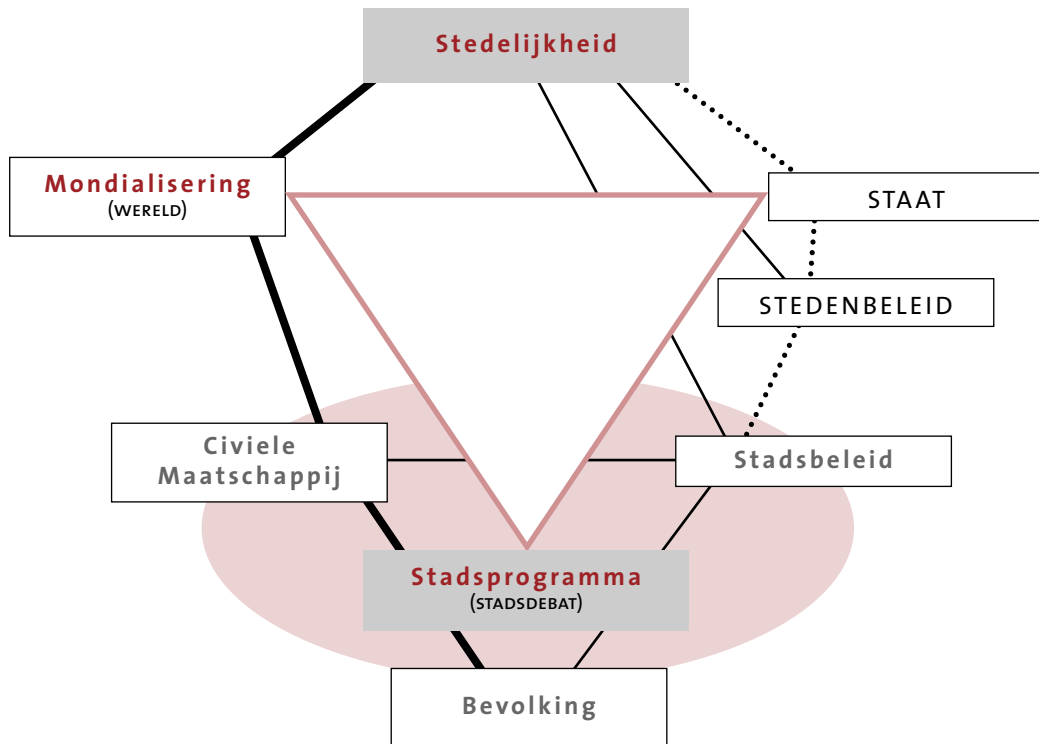 Stedelijkheid
Mondialisering
(WERELD)
STAAT
STEDENBELEID
Civiele
Maatschappij
Stadsbeleid
Stadsprogramma
(STADSDEBAT)
Bevolking